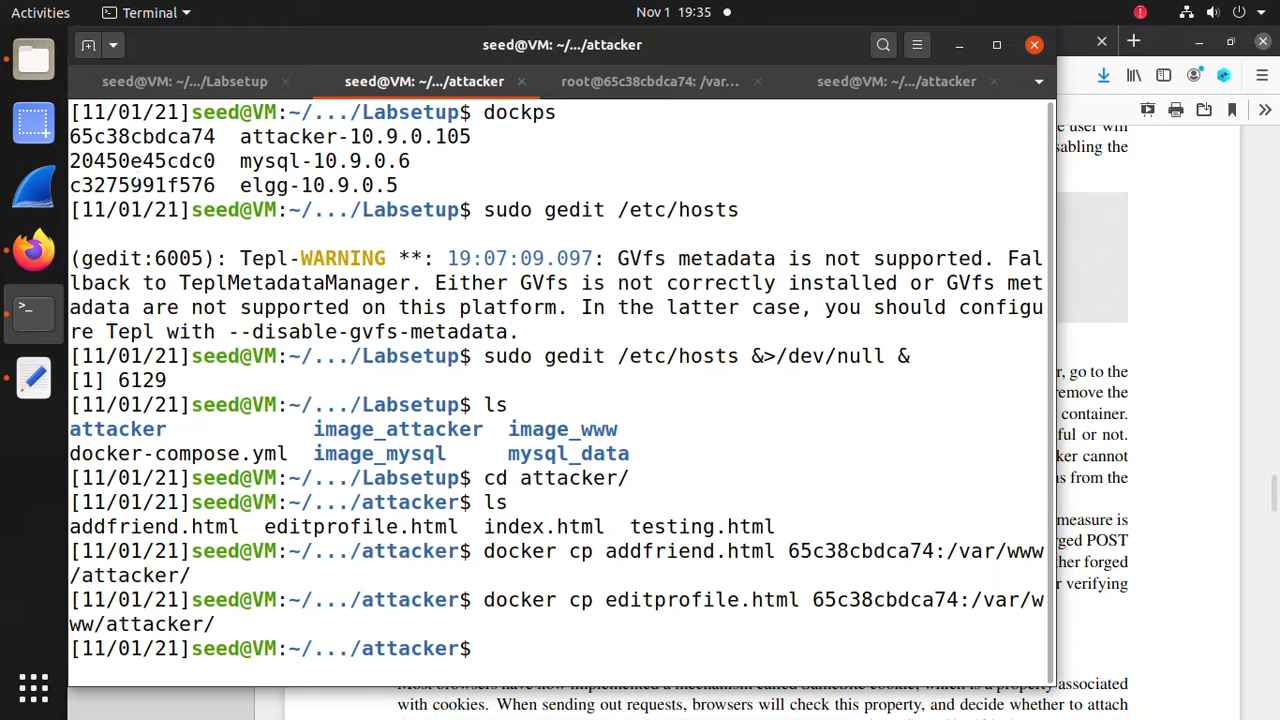 Activities
Terminal
Nov 1 19:35
seed@VM: ~/.../attacker
seed@VM: ~/.../Labsetup
seed@VM: ~/.../attacker
root@65c38cbdca74: /var...
seed@VM: ~/.../attacker
[11/01/21]seed@VM:~/.../Labsetup$ dockps
65c38cbdca74  attacker-10.9.0.105
20450e45cdc0  mysql-10.9.0.6
c3275991f576  elgg-10.9.0.5
[11/01/21]seed@VM:~/.../Labsetup$ sudo gedit /etc/hosts
(gedit:6005): Tepl-WARNING **: 19:07:09.097: GVfs metadata is not supported. Fal
lback to TeplMetadataManager. Either GVfs is not correctly installed or GVfs met
adata are not supported on this platform. In the latter case, you should configu
re Tepl with --disable-gvfs-metadata.
[11/01/21]seed@VM:~/.../Labsetup$ sudo gedit /etc/hosts &>/dev/null &
[1] 6129
[11/01/21]seed@VM:~/.../Labsetup$ ls
attacker            image_attacker  image_www
docker-compose.yml  image_mysql     mysql_data
[11/01/21]seed@VM:~/.../Labsetup$ cd attacker/
[11/01/21]seed@VM:~/.../attacker$ ls
addfriend.html  editprofile.html  index.html  testing.html
[11/01/21]seed@VM:~/.../attacker$ docker cp addfriend.html 65c38cbdca74:/var/www
/attacker/
[11/01/21]seed@VM:~/.../attacker$ docker cp editprofile.html 65c38cbdca74:/var/w
ww/attacker/
[11/01/21]seed@VM:~/.../attacker$
user will
sabling the
, go to the
remove the
container.
ful or not.
ker cannot
s from the
measure is
rged POST
ther forged
r verifying
associated
with cookies. When sending out requests, browsers will check this property, and decide whether to attach